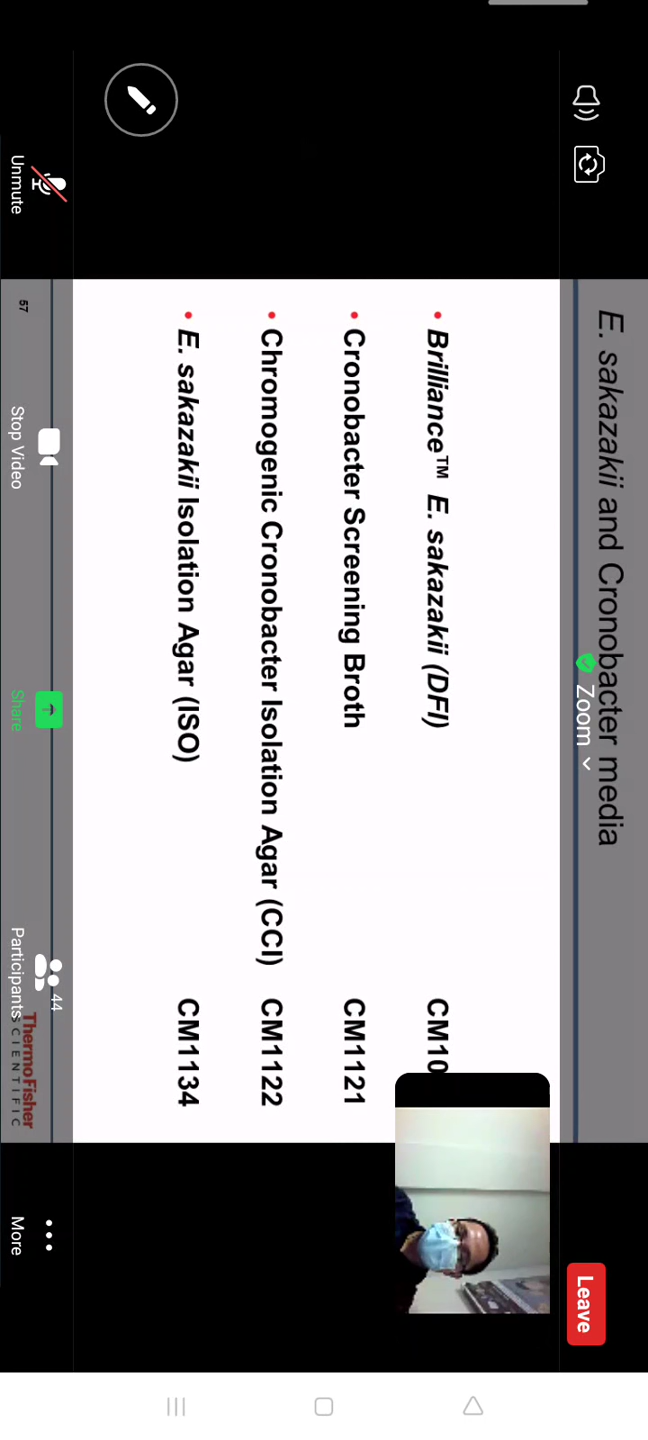 E. sakazakii and Cronobacter media
Zoom
Leave
• Brilliance™ E. sakazakii (DFI) CM10
• Cronobacter Screening Broth CM1121
• Chromogenic Cronobacter Isolation Agar (CCI) CM1122
• E. sakazakii Isolation Agar (ISO) CM1134
57
44
ThermoFisher
SCIENTIFIC
Unmute
Stop Video
Share
Participants
More